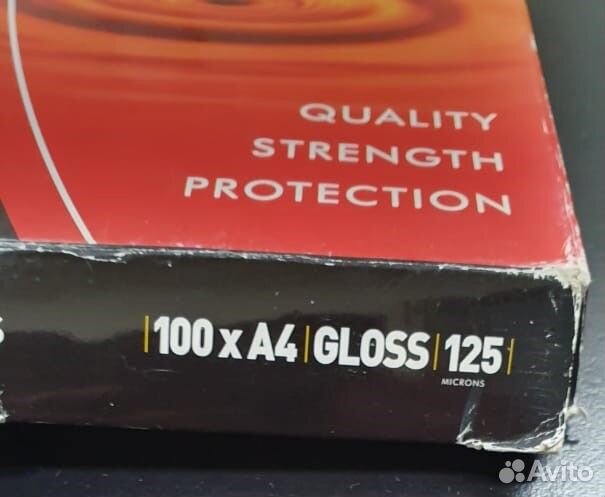 QUALITY
STRENGTH
PROTECTION
|100 x A4|GLOSS|125|
MICRONS
Avito